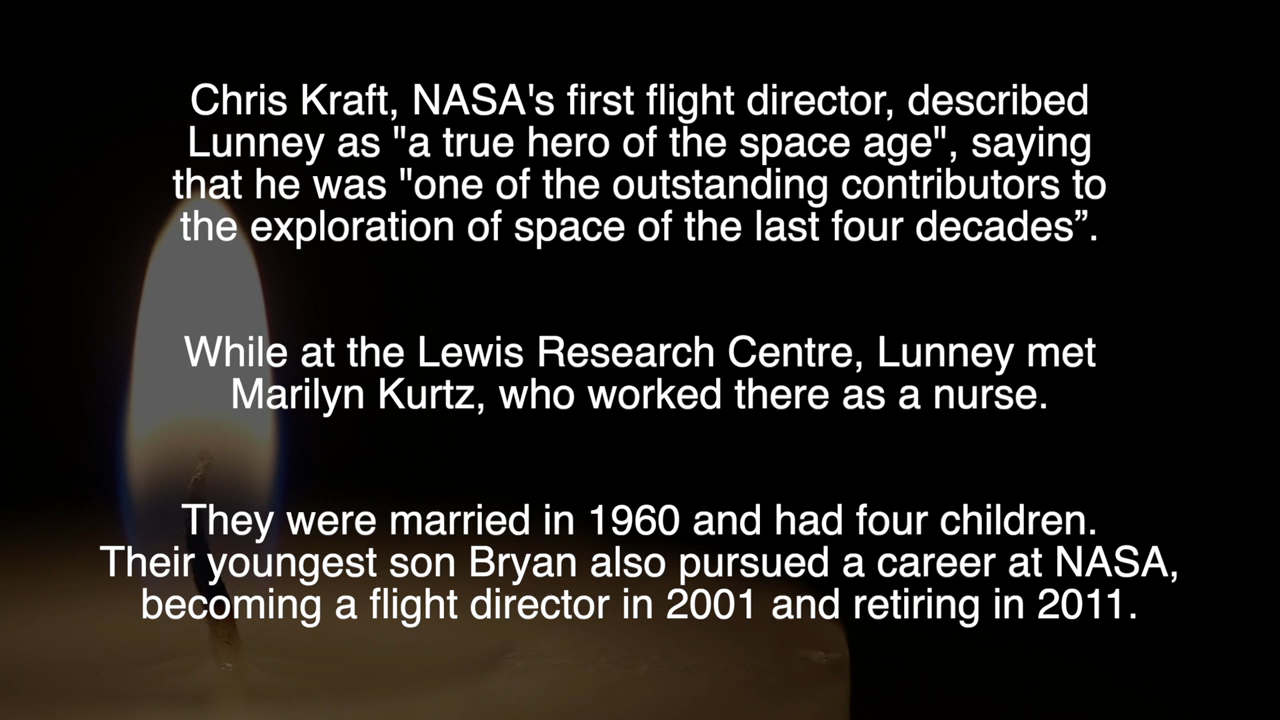 Chris Kraft, NASA's first flight director, described
Lunney as "a true hero of the space age", saying
that he was "one of the outstanding contributors to
the exploration of space of the last four decades”.
While at the Lewis Research Centre, Lunney met
Marilyn Kurtz, who worked there as a nurse.
They were married in 1960 and had four children.
Their youngest son Bryan also pursued a career at NASA,
becoming a flight director in 2001 and retiring in 2011.